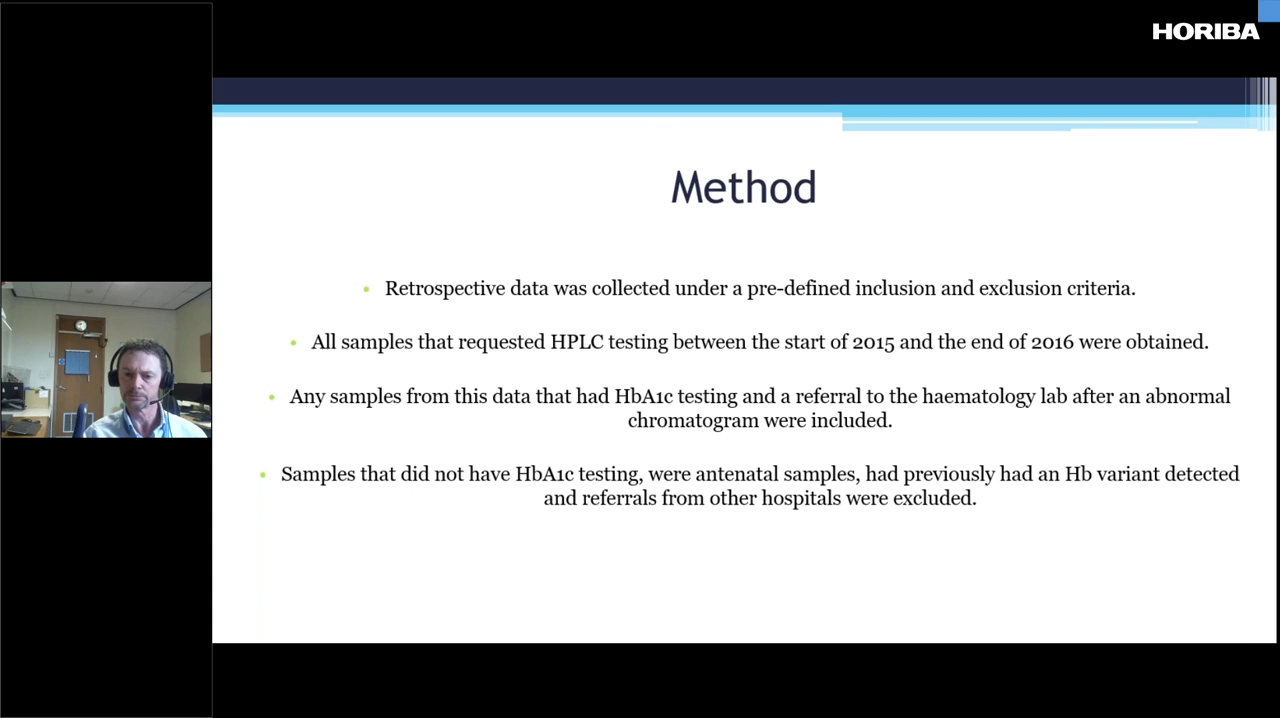 HORIBA
Method
• Retrospective data was collected under a pre-defined inclusion and exclusion criteria.
• All samples that requested HPLC testing between the start of 2015 and the end of 2016 were obtained.
• Any samples from this data that had HbA1c testing and a referral to the haematology lab after an abnormal
chromatogram were included.
• Samples that did not have HbA1c testing, were antenatal samples, had previously had an Hb variant detected
and referrals from other hospitals were excluded.